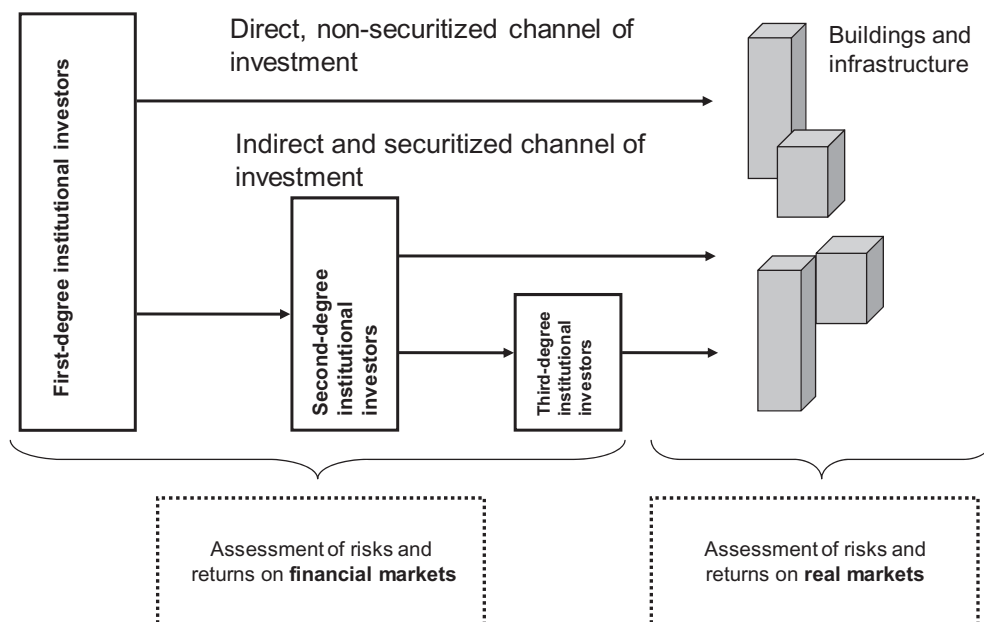 Direct, non-securitized channel of
investment
Buildings and
infrastructure
First-degree institutional investors
Indirect and securitized channel of
investment
Second-degree
institutional
investors
Third-degree
institutional
investors
Assessment of risks and
returns on financial markets
Assessment of risks and
returns on real markets